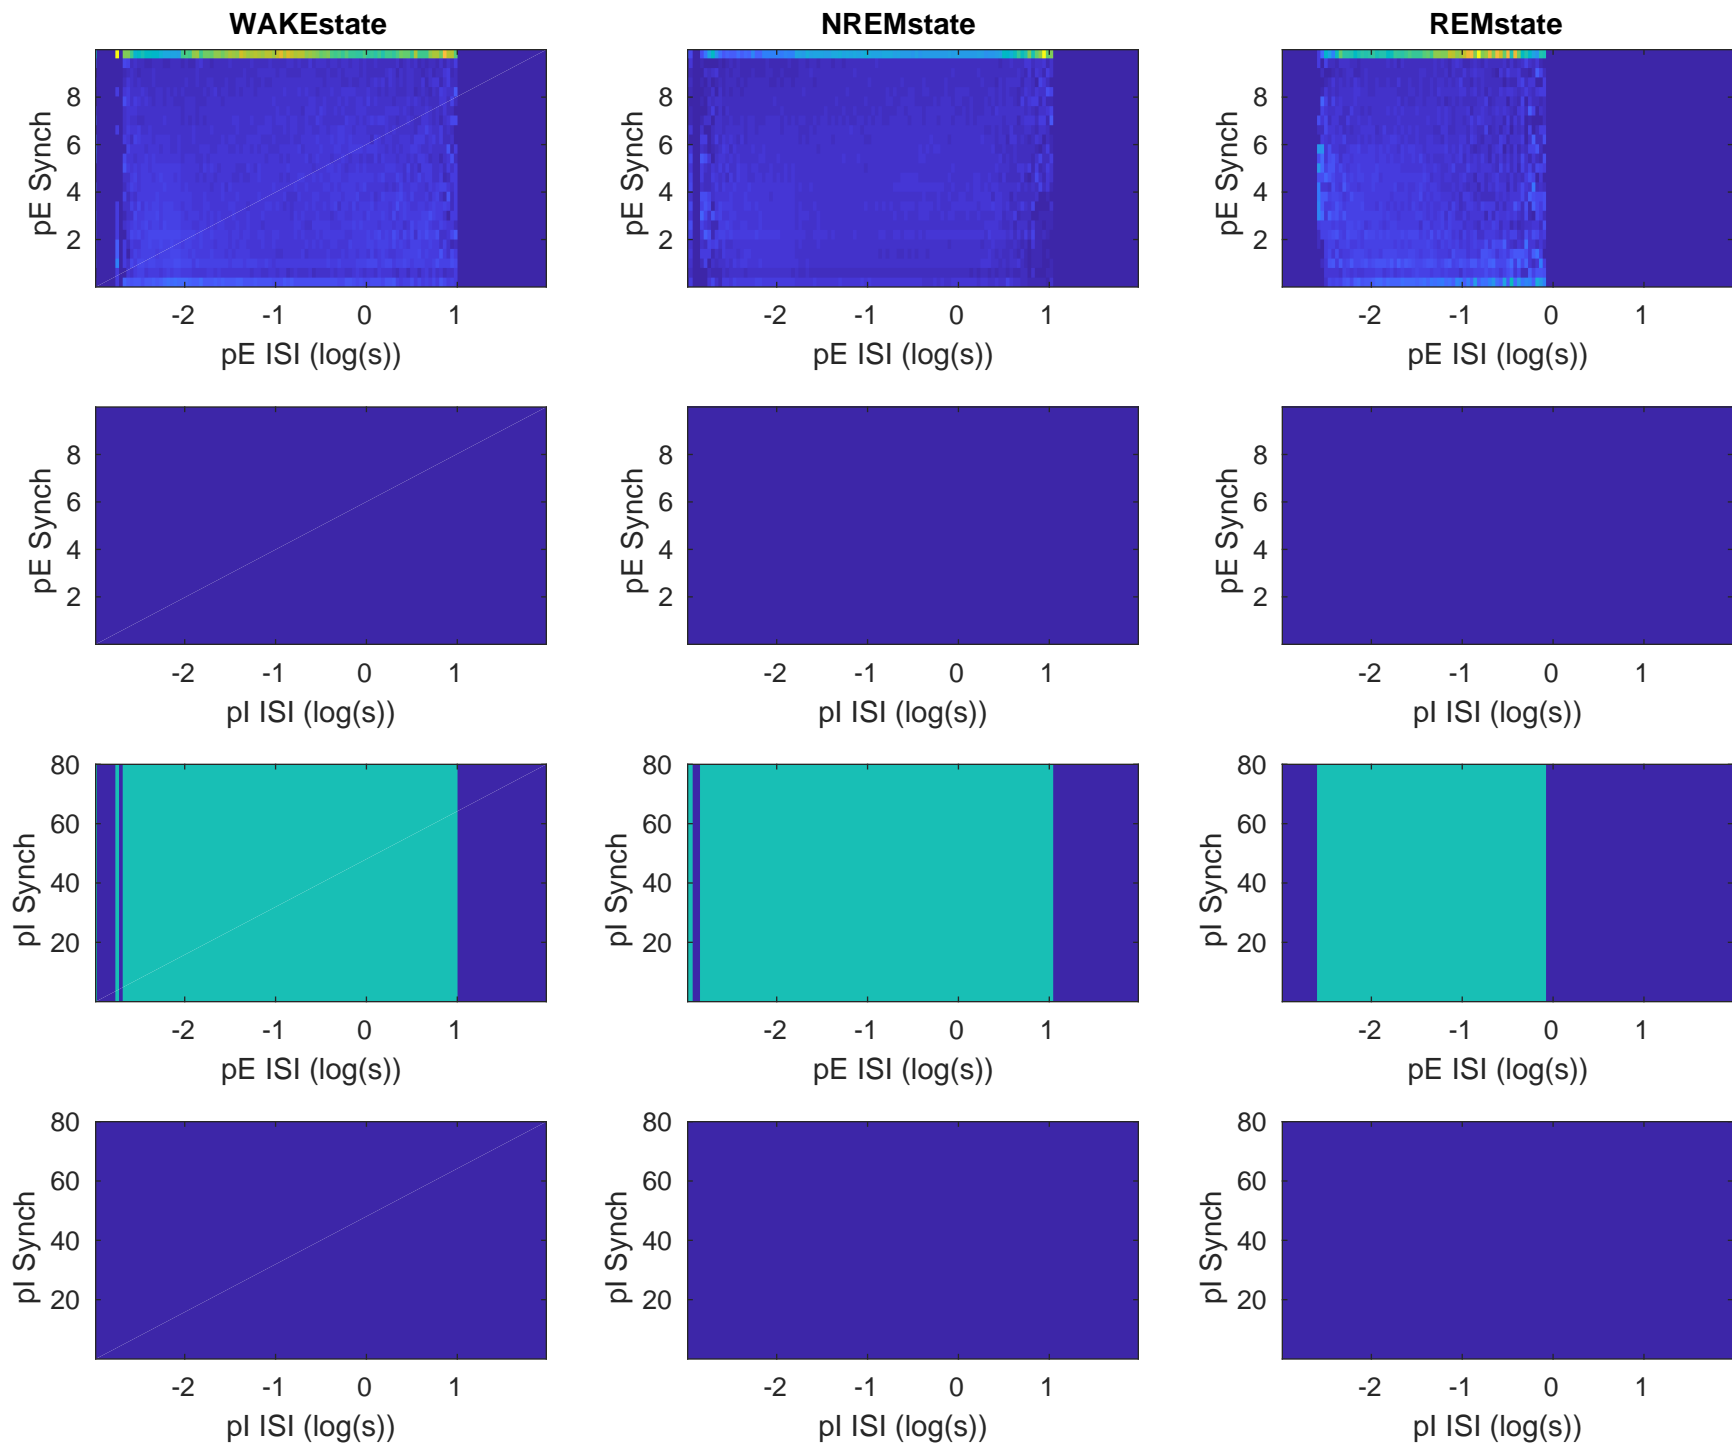 WAKEstate NREMstate REMstate
8 8 8
6 6 6
4 4 4
2 2 2
pE Synch pE Synch pE Synch
-2 -1 0 1 -2 -1 0 1 -2 -1 0 1
pE ISI (log(s)) pE ISI (log(s)) pE ISI (log(s))
8 8 8
6 6 6
4 4 4
2 2 2
pE Synch pE Synch pE Synch
-2 -1 0 1 -2 -1 0 1 -2 -1 0 1
pI ISI (log(s)) pI ISI (log(s)) pI ISI (log(s))
80 80 80
60 60 60
40 40 40
20 20 20
pI Synch pI Synch pI Synch
-2 -1 0 1 -2 -1 0 1 -2 -1 0 1
pE ISI (log(s)) pE ISI (log(s)) pE ISI (log(s))
80 80 80
60 60 60
40 40 40
20 20 20
pI Synch pI Synch pI Synch
-2 -1 0 1 -2 -1 0 1 -2 -1 0 1
pI ISI (log(s)) pI ISI (log(s)) pI ISI (log(s))